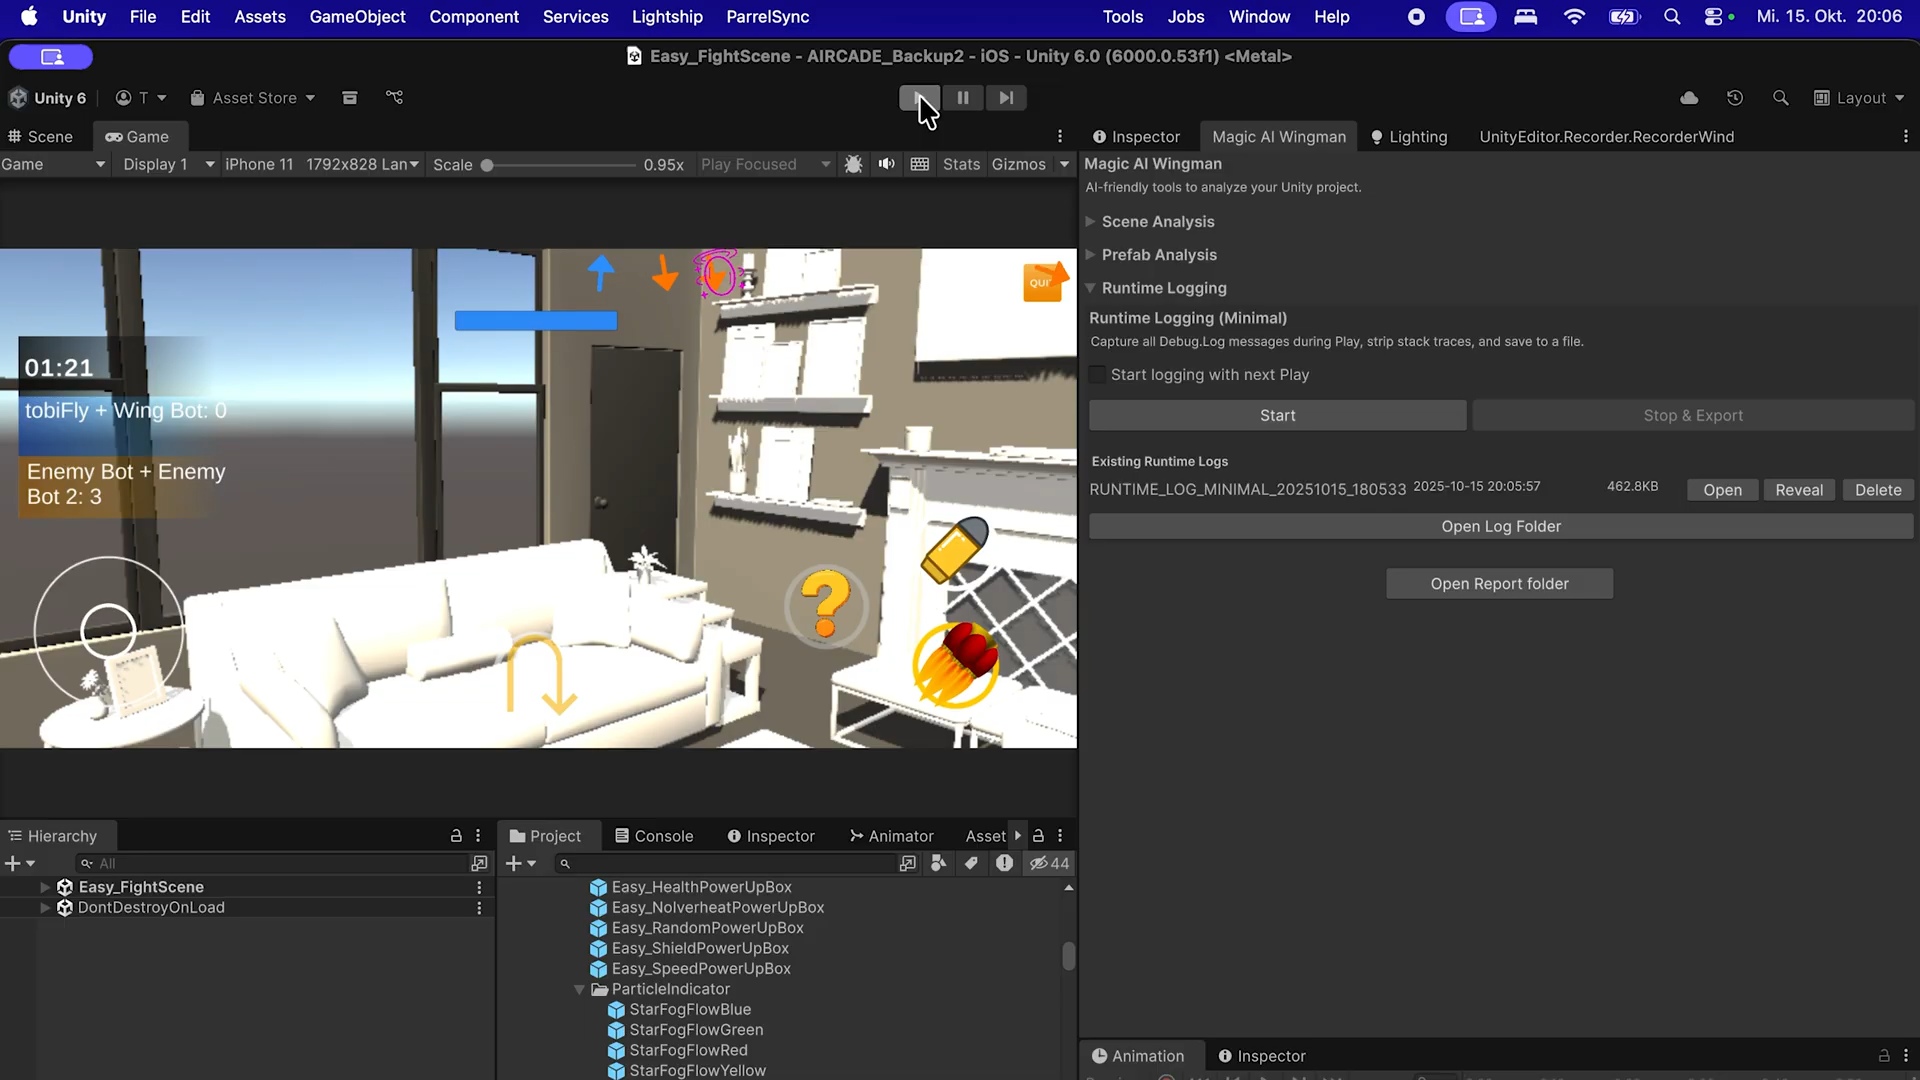 Unity File Edit Assets GameObject Component Services Lightship ParrelSync Tools Jobs Window Help Mi. 15. Okt. 20:06
Easy_FightScene - AIRCADE_Backup2 - iOS - Unity 6.0 (6000.0.53f1) <Metal>
Unity 6 T Asset Store Layout
Scene Game
Game Display 1 iPhone 11 1792x828 Lan Scale 0.95x Play Focused Stats Gizmos
QUI
01:21
tobiFly + Wing Bot: 0
Enemy Bot + Enemy
Bot 2: 3
?
Inspector Magic AI Wingman Lighting UnityEditor.Recorder.RecorderWind
Magic AI Wingman
AI-friendly tools to analyze your Unity project.
Scene Analysis
Prefab Analysis
Runtime Logging
Runtime Logging (Minimal)
Capture all Debug.Log messages during Play, strip stack traces, and save to a file.
Start logging with next Play
Start Stop & Export
Existing Runtime Logs
RUNTIME_LOG_MINIMAL_20251015_180533 2025-10-15 20:05:57 462.8KB Open Reveal Delete
Open Log Folder
Open Report folder
Hierarchy
All
Easy_FightScene
DontDestroyOnLoad
Project Console Inspector Animator Asset
44
Easy_HealthPowerUpBox
Easy_NolverheatPowerUpBox
Easy_RandomPowerUpBox
Easy_ShieldPowerUpBox
Easy_SpeedPowerUpBox
ParticleIndicator
StarFogFlowBlue
StarFogFlowGreen
StarFogFlowRed
StarFogFlowYellow
Animation Inspector